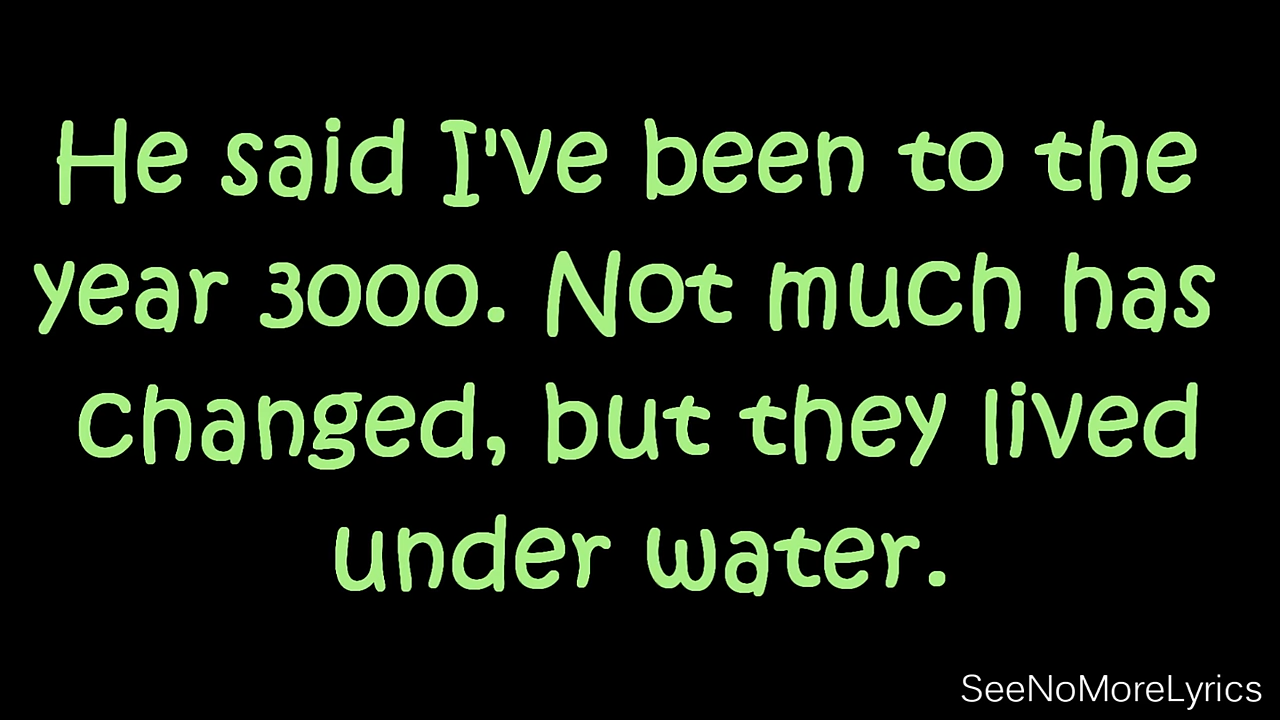 He said I've been to the
year 3000. Not much has
changed, but they lived
under water.
SeeNoMoreLyrics